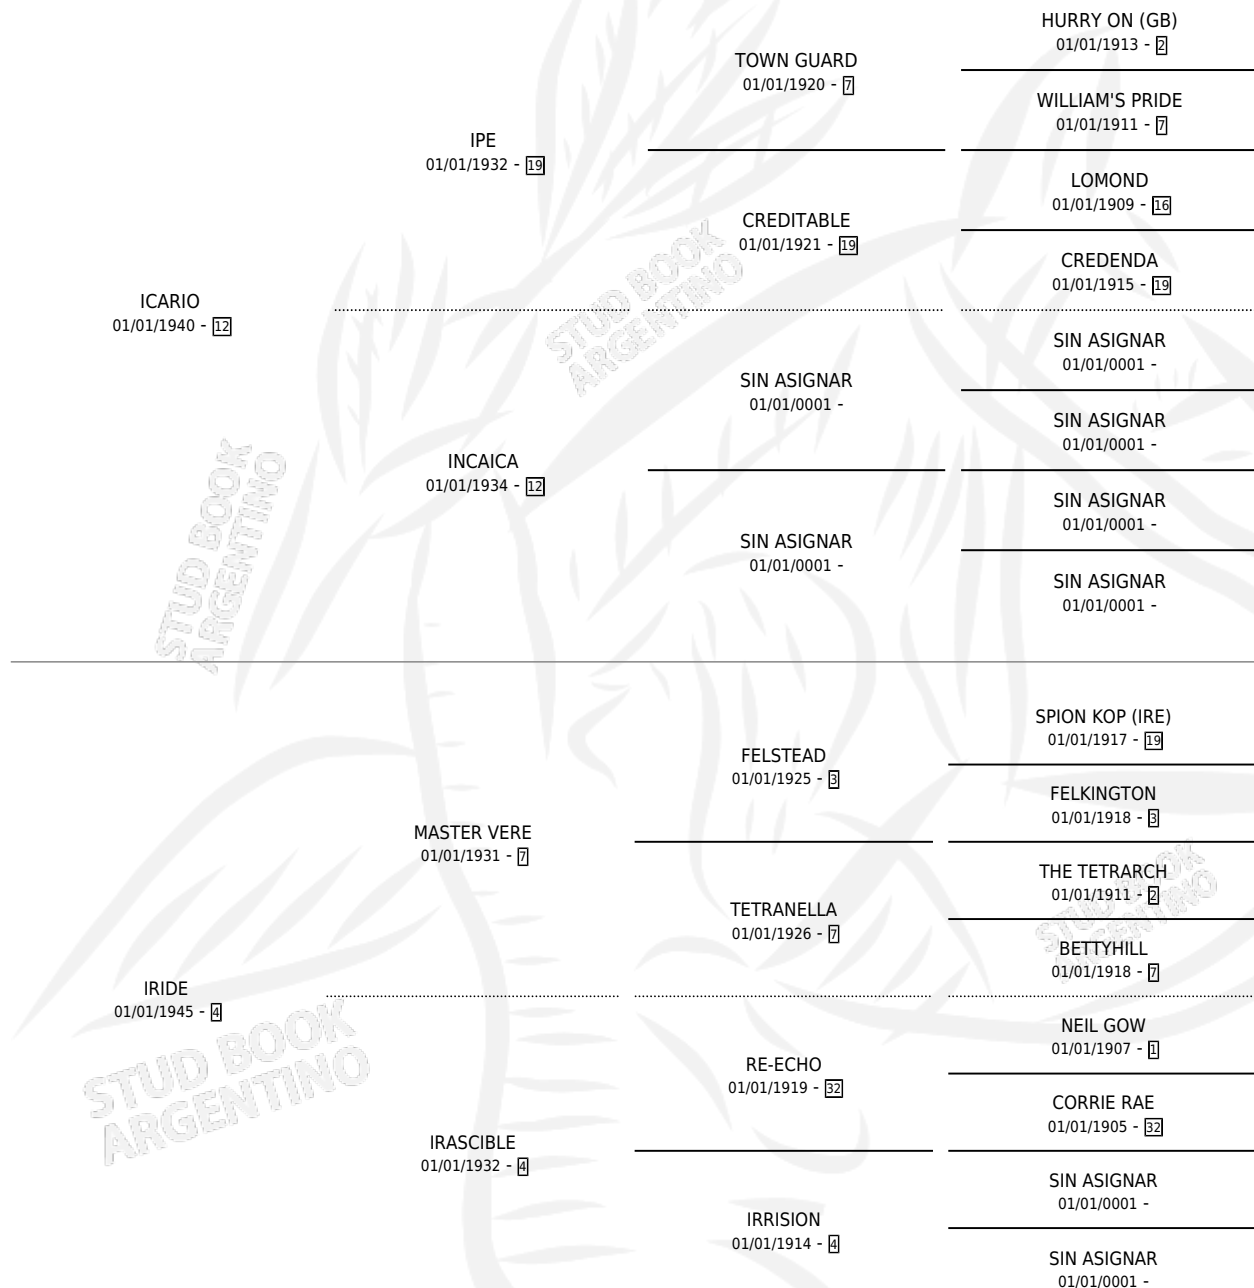 HURRY ON (GB)
01/01/1913 - 2
TOWN GUARD
01/01/1920 - 7
WILLIAM'S PRIDE
01/01/1911 - 7
IPE
01/01/1932 - 19
LOMOND
01/01/1909 - 16
CREDITABLE
01/01/1921 - 19
CREDENDA
01/01/1915 - 19
ICARIO
01/01/1940 - 12
SIN ASIGNAR
01/01/0001 -
SIN ASIGNAR
01/01/0001 -
SIN ASIGNAR
01/01/0001 -
INCAICA
01/01/1934 - 12
SIN ASIGNAR
01/01/0001 -
SIN ASIGNAR
01/01/0001 -
SIN ASIGNAR
01/01/0001 -
STUD BOOK
ARGENTINO
STUD BOOK
ARGENTINO
SPION KOP (IRE)
01/01/1917 - 19
FELSTEAD
01/01/1925 - 3
FELKINGTON
01/01/1918 - 3
MASTER VERE
01/01/1931 - 7
THE TETRARCH
01/01/1911 - 2
TETRANELLA
01/01/1926 - 7
BETTYHILL
01/01/1918 - 7
STUD BOOK
ARGENTINO
IRIDE
01/01/1945 - 4
NEIL GOW
01/01/1907 - 1
RE-ECHO
01/01/1919 - 32
CORRIE RAE
01/01/1905 - 32
IRASCIBLE
01/01/1932 - 4
SIN ASIGNAR
01/01/0001 -
IRRISION
01/01/1914 - 4
SIN ASIGNAR
01/01/0001 -
STUD BOOK
ARGENTINO